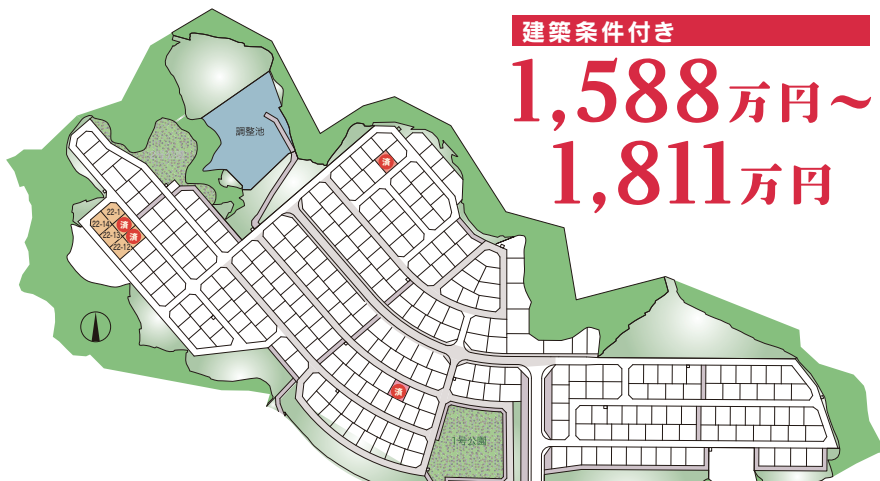 建築条件付き
1,588万円～
1,811万円
調整池
済
22-1
22-14
済
22-13
済
22-12
済
1号公園